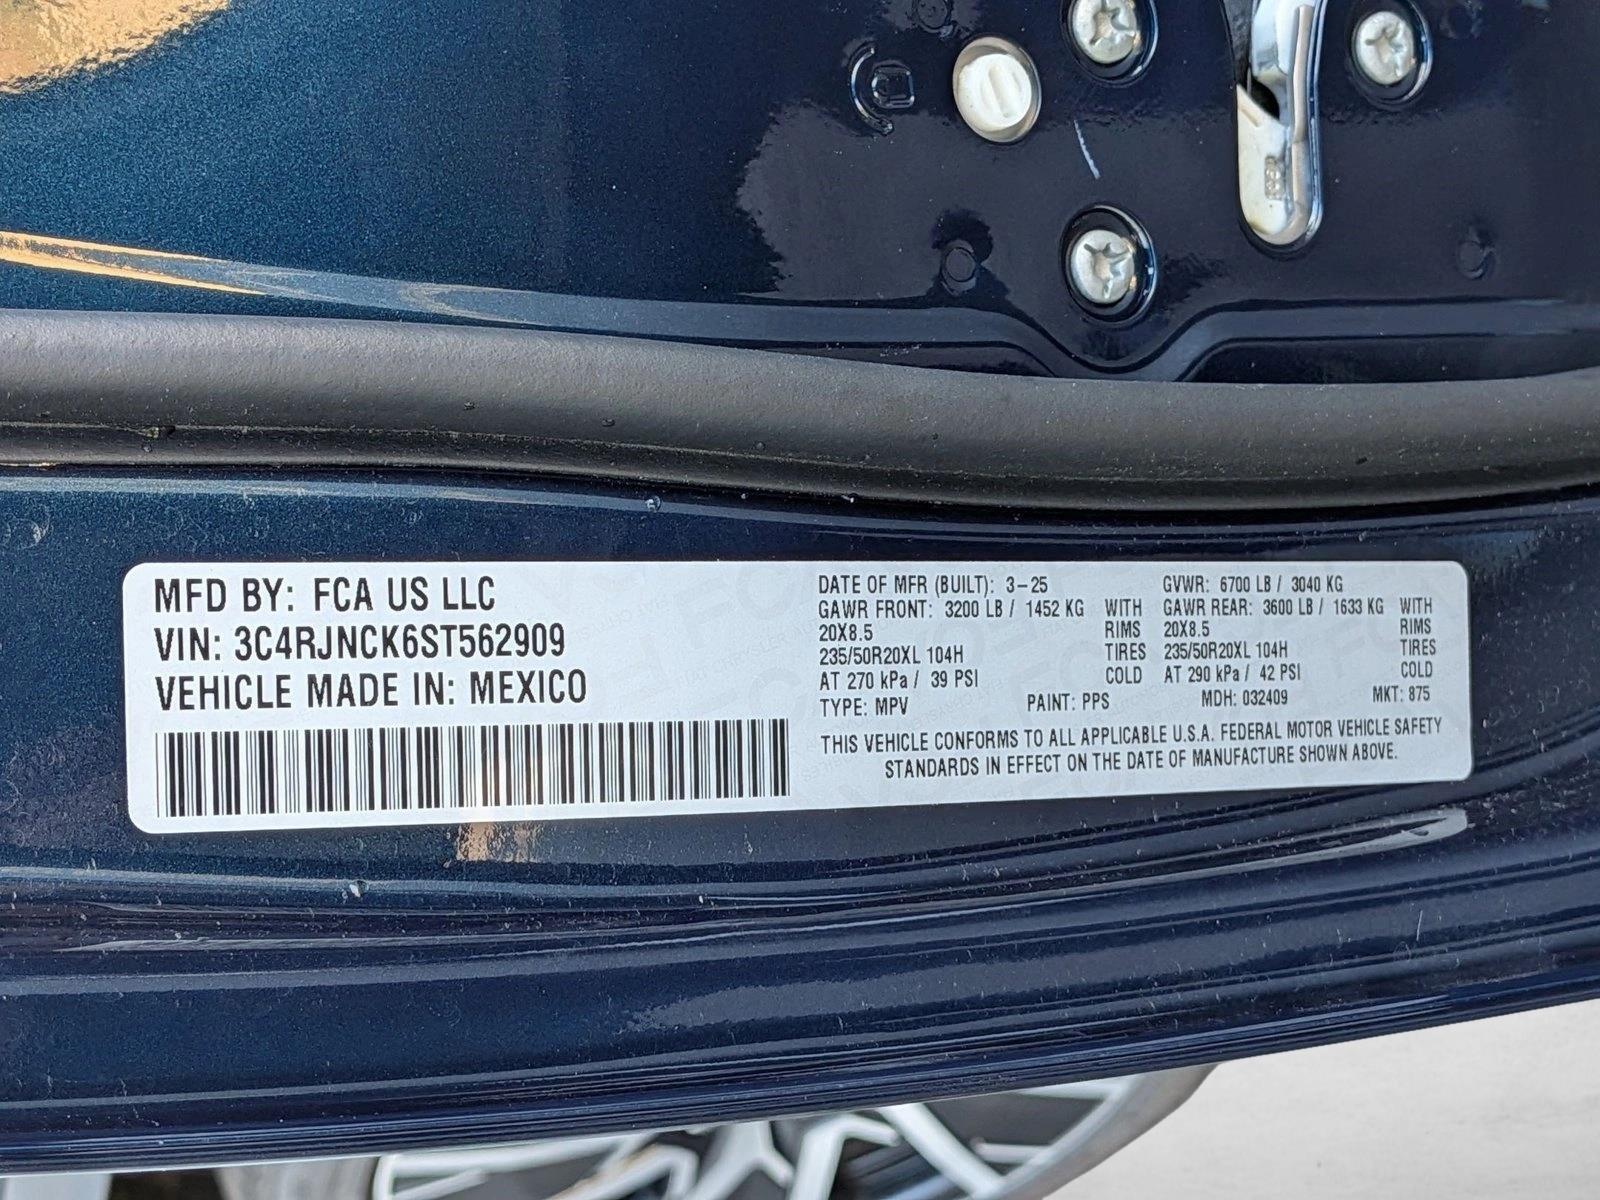 MFD BY: FCA US LLC
VIN: 3C4RJNCK6ST562909
VEHICLE MADE IN: MEXICO
DATE OF MFR (BUILT): 3-25 GVWR: 6700 LB / 3040 KG
GAWR FRONT: 3200 LB / 1452 KG WITH GAWR REAR: 3600 LB / 1633 KG WITH
20X8.5 RIMS 20X8.5 RIMS
235/50R20XL 104H TIRES 235/50R20XL 104H TIRES
AT 270 kPa / 39 PSI COLD AT 290 kPa / 42 PSI COLD
TYPE: MPV PAINT: PPS MDH: 032409 MKT: 875
THIS VEHICLE CONFORMS TO ALL APPLICABLE U.S.A. FEDERAL MOTOR VEHICLE SAFETY
STANDARDS IN EFFECT ON THE DATE OF MANUFACTURE SHOWN ABOVE.